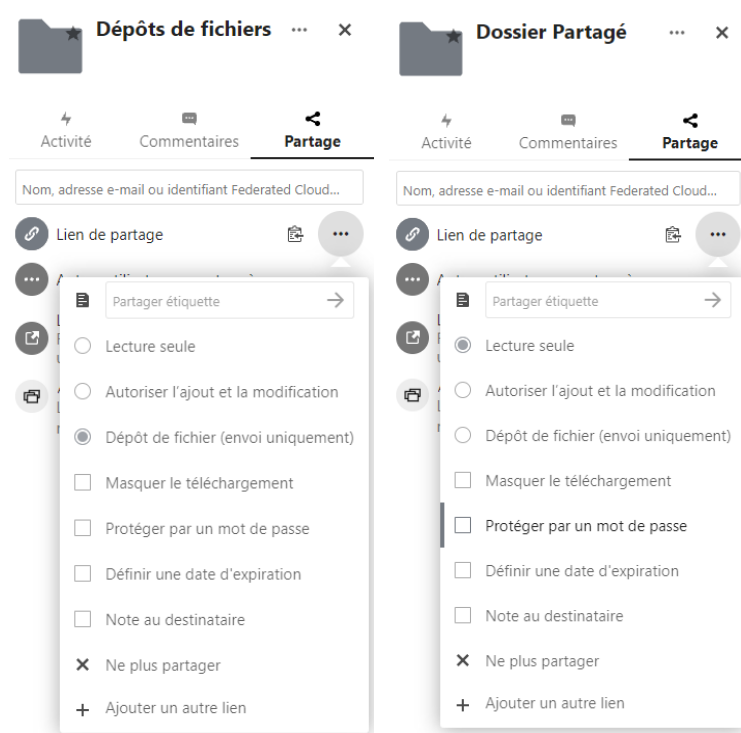 Dépôts de fichiers
Activité
Commentaires
Partage
Nom, adresse e-mail ou identifiant Federated Cloud...
Lien de partage
Partager étiquette
Lecture seule
Autoriser l'ajout et la modification
Dépôt de fichier (envoi uniquement)
Masquer le téléchargement
Protéger par un mot de passe
Définir une date d'expiration
Note au destinataire
Ne plus partager
Ajouter un autre lien
Dossier Partagé
Activité
Commentaires
Partage
Nom, adresse e-mail ou identifiant Federated Cloud...
Lien de partage
Partager étiquette
Lecture seule
Autoriser l'ajout et la modification
Dépôt de fichier (envoi uniquement)
Masquer le téléchargement
Protéger par un mot de passe
Définir une date d'expiration
Note au destinataire
Ne plus partager
Ajouter un autre lien